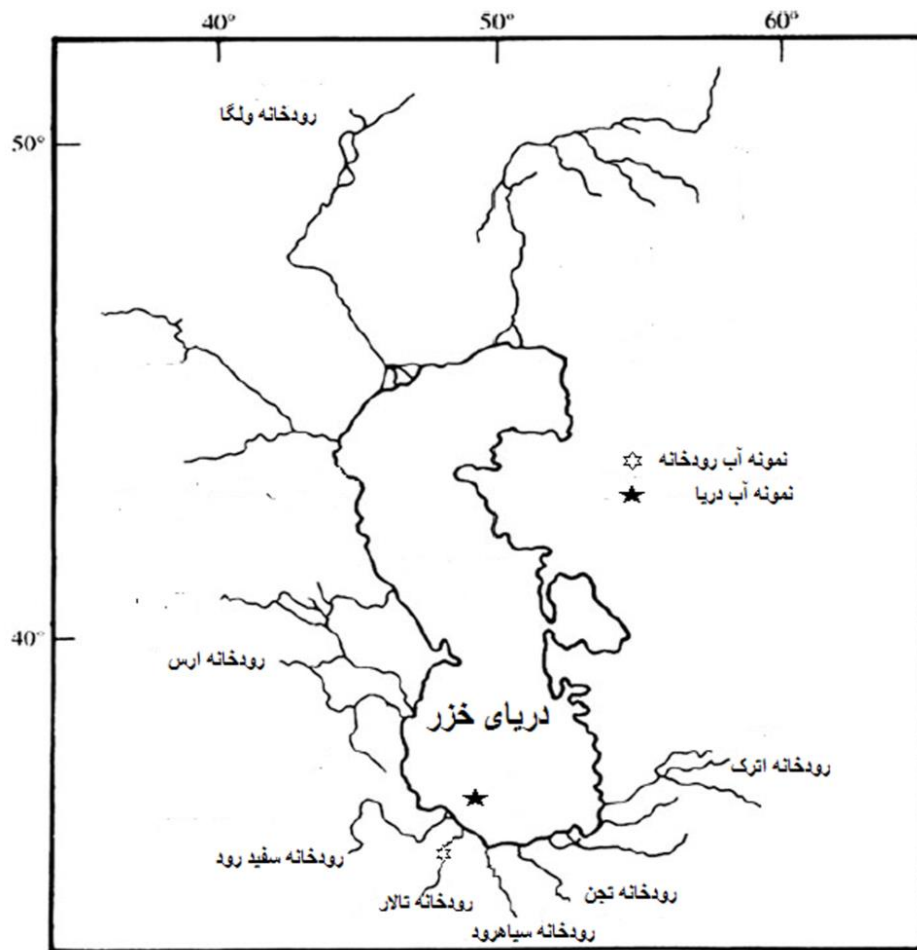 40°
50°
60°
رودخانه ولگا
50°
نمونه آب رودخانه
نمونه آب دریا
40°
رودخانه ارس
دریای خزر
رودخانه اترک
رودخانه سفید رود
رودخانه تالار
رودخانه تجن
رودخانه سیاهرود